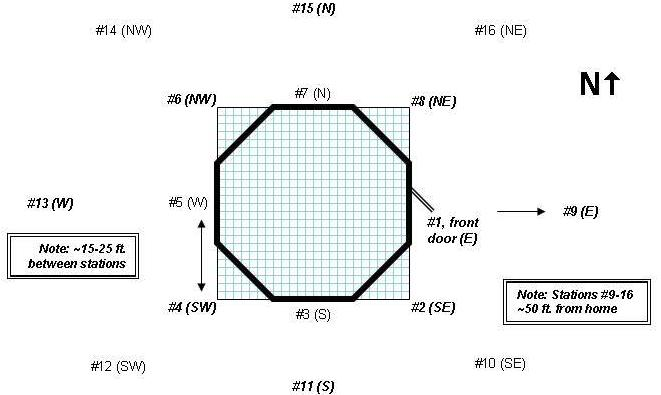 #15 (N)
#14 (NW)
#16 (NE)
N↑
#6 (NW)
#7 (N)
#8 (NE)
#13 (W)
#5 (W)
#1, front
door (E)
#9 (E)
Note: ~15-25 ft.
between stations
Note: Stations #9-16
~50 ft. from home
#4 (SW)
#3 (S)
#2 (SE)
#12 (SW)
#10 (SE)
#11 (S)